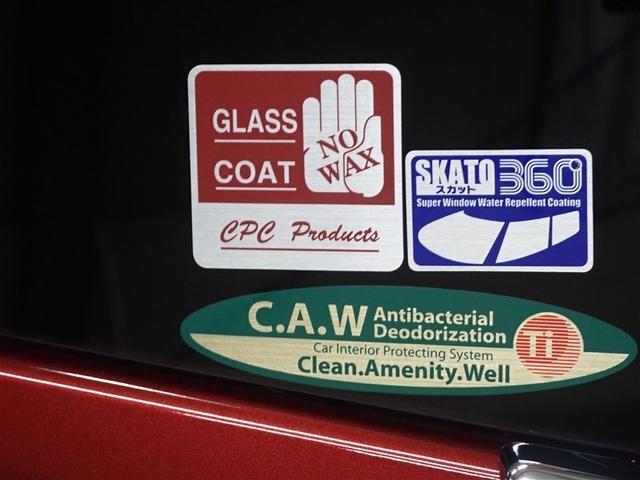 GLASS
COAT
NO
WAX
CPC Products
SKATO 360°
スカット
Super Window Water Repellent Coating
C.A.W Antibacterial
Deodorization
Ti
Car Interior Protecting System
Clean.Amenity.Well